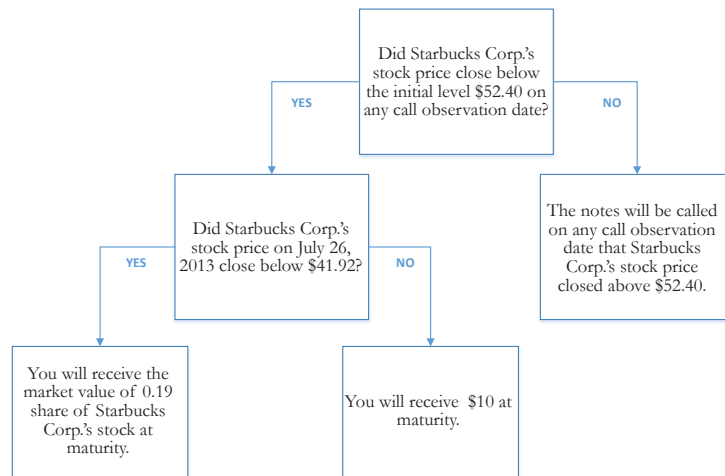 Did Starbucks Corp.'s
stock price close below
the initial level $52.40 on
any call observation date?
YES
NO
Did Starbucks Corp.'s
stock price on July 26,
2013 close below $41.92?
The notes will be called
on any call observation
date that Starbucks
Corp.'s stock price
closed above $52.40.
YES
NO
You will receive the
market value of 0.19
share of Starbucks
Corp.'s stock at
maturity.
You will receive $10 at
maturity.